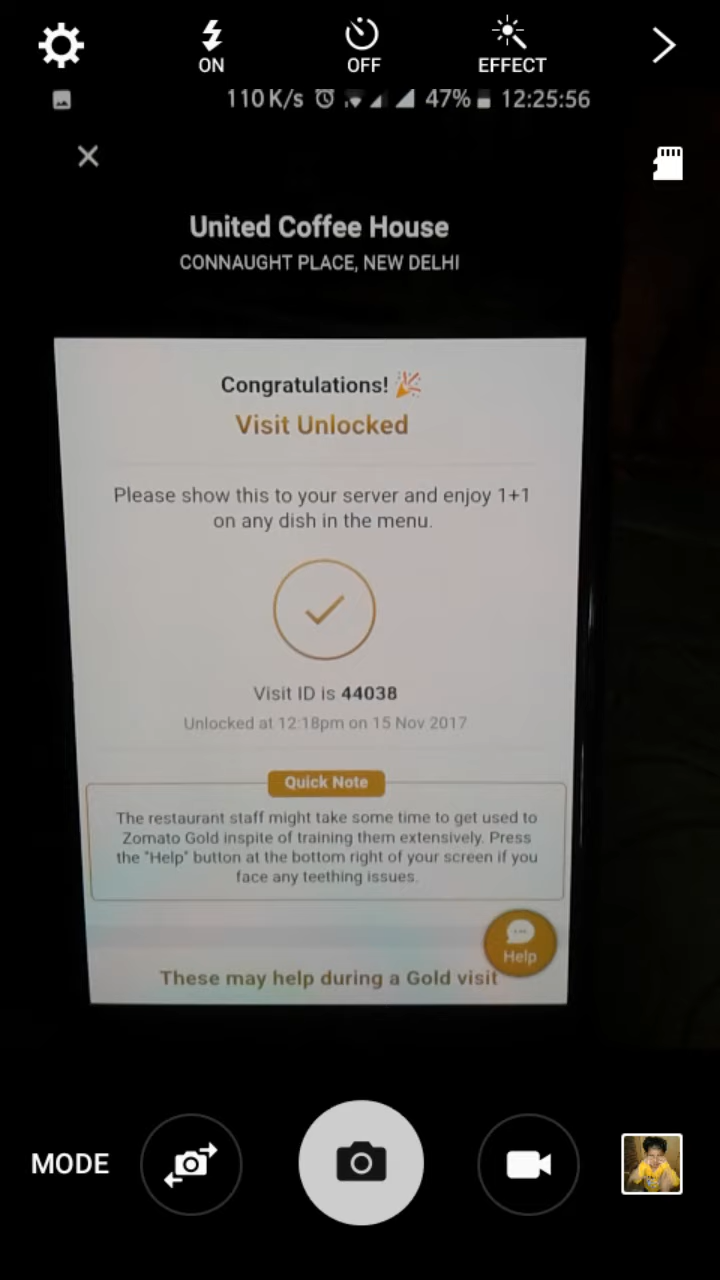 ON
OFF
EFFECT
110 K/s 47% 12:25:56
United Coffee House
CONNAUGHT PLACE, NEW DELHI
Congratulations!
Visit Unlocked
Please show this to your server and enjoy 1+1
on any dish in the menu.
Visit ID is 44038
Unlocked at 12:18pm on 15 Nov 2017
Quick Note
The restaurant staff might take some time to get used to
Zomato Gold inspite of training them extensively. Press
the "Help" button at the bottom right of your screen if you
face any teething issues.
Help
These may help during a Gold visit
MODE